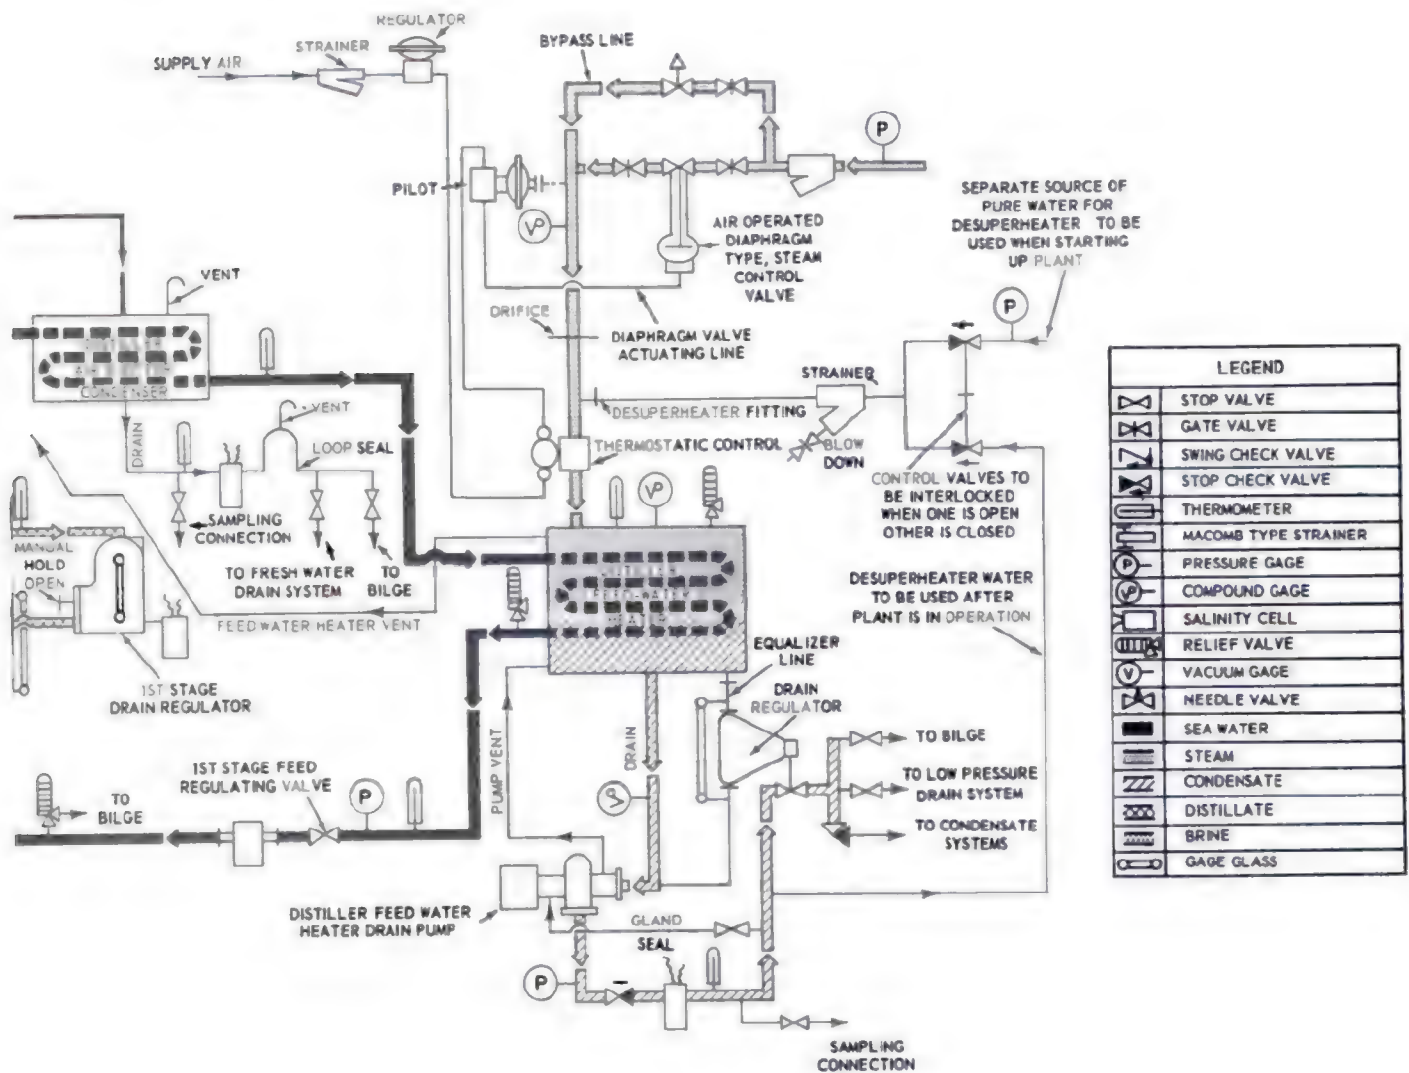 REGULATOR
STRAINER
SUPPLY AIR
BYPASS LINE
P
PILOT
VP
AIR OPERATED
DIAPHRAGM
TYPE, STEAM
CONTROL
VALVE
SEPARATE SOURCE OF
PURE WATER FOR
DESUPERHEATER TO BE
USED WHEN STARTING
UP PLANT
P
VENT
ORIFICE
DIAPHRAGM VALVE
ACTUATING LINE
CONDENSER
STRAINER
DESUPERHEATER FITTING
VENT
LOOP SEAL
DRAIN
THERMOSTATIC CONTROL
BLOW
DOWN
CONTROL VALVES TO
BE INTERLOCKED
WHEN ONE IS OPEN
OTHER IS CLOSED
VP
SAMPLING
CONNECTION
MANUAL
HOLD
OPEN
TO FRESH WATER
DRAIN SYSTEM
TO
BILGE
FEED WATER HEATER VENT
DESUPERHEATER WATER
TO BE USED AFTER
PLANT IS IN OPERATION
FEED-WATER
EQUALIZER
LINE
1ST STAGE
DRAIN REGULATOR
DRAIN
REGULATOR
PUMP VENT
DRAIN
TO BILGE
TO LOW PRESSURE
DRAIN SYSTEM
TO CONDENSATE
SYSTEMS
1ST STAGE FEED
REGULATING VALVE
P
TO
BILGE
DISTILLER FEED WATER
HEATER DRAIN PUMP
GLAND
SEAL
P
SAMPLING
CONNECTION
LEGEND
STOP VALVE
GATE VALVE
SWING CHECK VALVE
STOP CHECK VALVE
THERMOMETER
MACOMB TYPE STRAINER
P PRESSURE GAGE
VP COMPOUND GAGE
SALINITY CELL
RELIEF VALVE
V VACUUM GAGE
NEEDLE VALVE
SEA WATER
STEAM
CONDENSATE
DISTILLATE
BRINE
GAGE GLASS